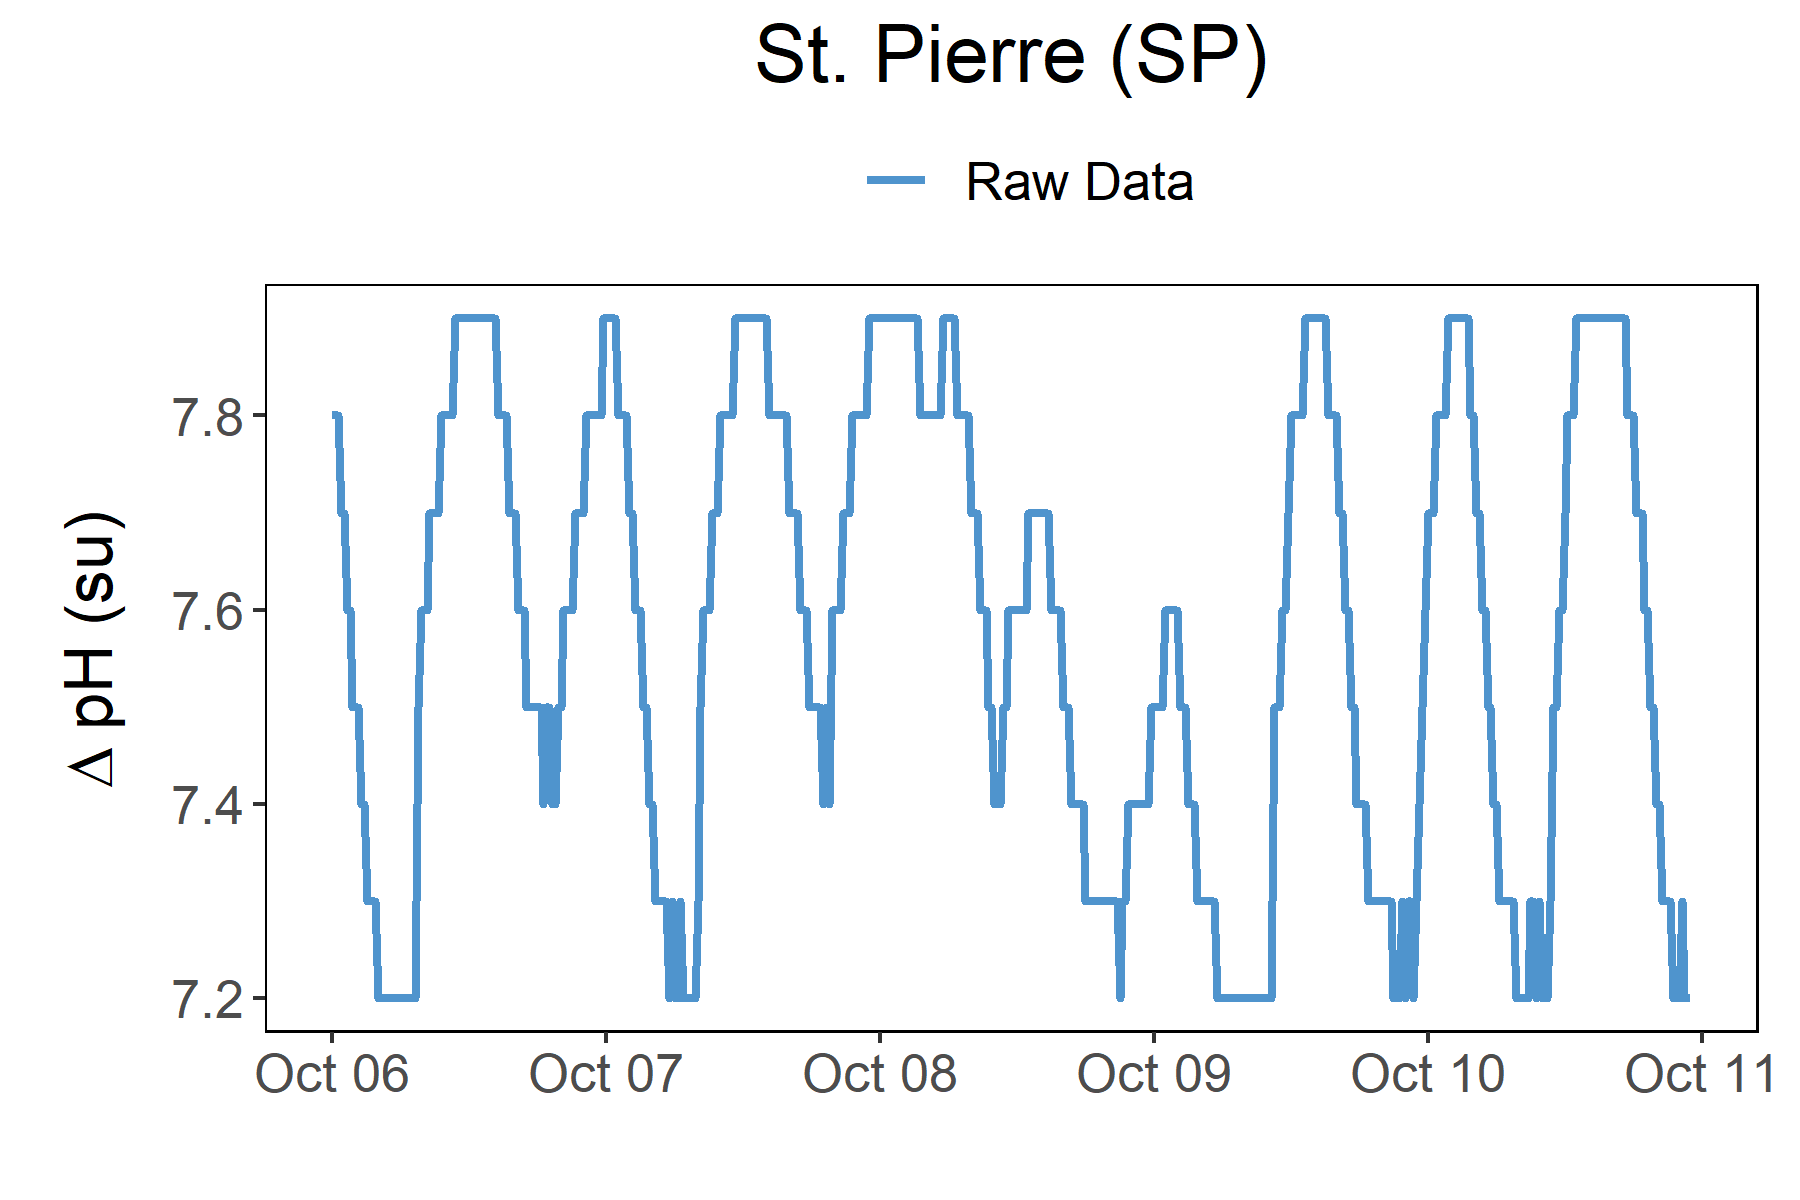 St. Pierre (SP)
Raw Data
Δ pH (su)
7.8
7.6
7.4
7.2
Oct 06
Oct 07
Oct 08
Oct 09
Oct 10
Oct 11